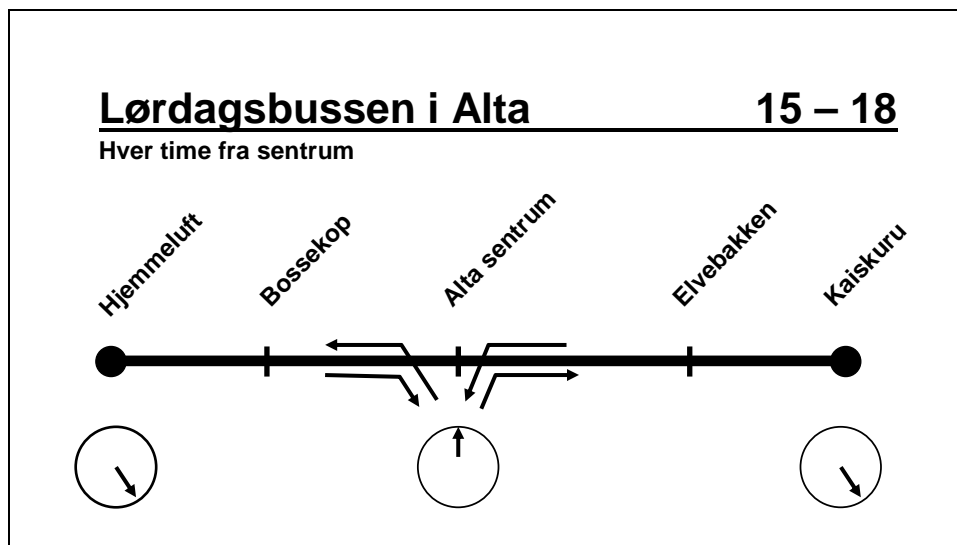 Lørdagsbussen i Alta 15 – 18
Hver time fra sentrum
Hjemmeluft
Bossekop
Alta sentrum
Elvebakken
Kaiskuru